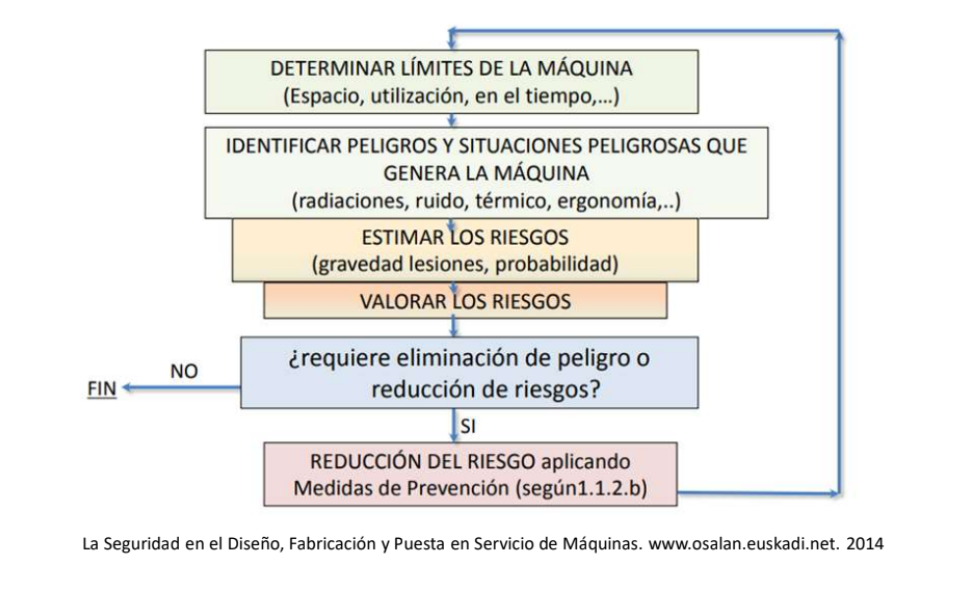 DETERMINAR LÍMITES DE LA MÁQUINA
(Espacio, utilización, en el tiempo,...)
IDENTIFICAR PELIGROS Y SITUACIONES PELIGROSAS QUE
GENERA LA MÁQUINA
(radiaciones, ruido, térmico, ergonomía,..)
ESTIMAR LOS RIESGOS
(gravedad lesiones, probabilidad)
VALORAR LOS RIESGOS
¿requiere eliminación de peligro o
reducción de riesgos?
NO
FIN
SI
REDUCCIÓN DEL RIESGO aplicando
Medidas de Prevención (según1.1.2.b)
La Seguridad en el Diseño, Fabricación y Puesta en Servicio de Máquinas. www.osalan.euskadi.net. 2014